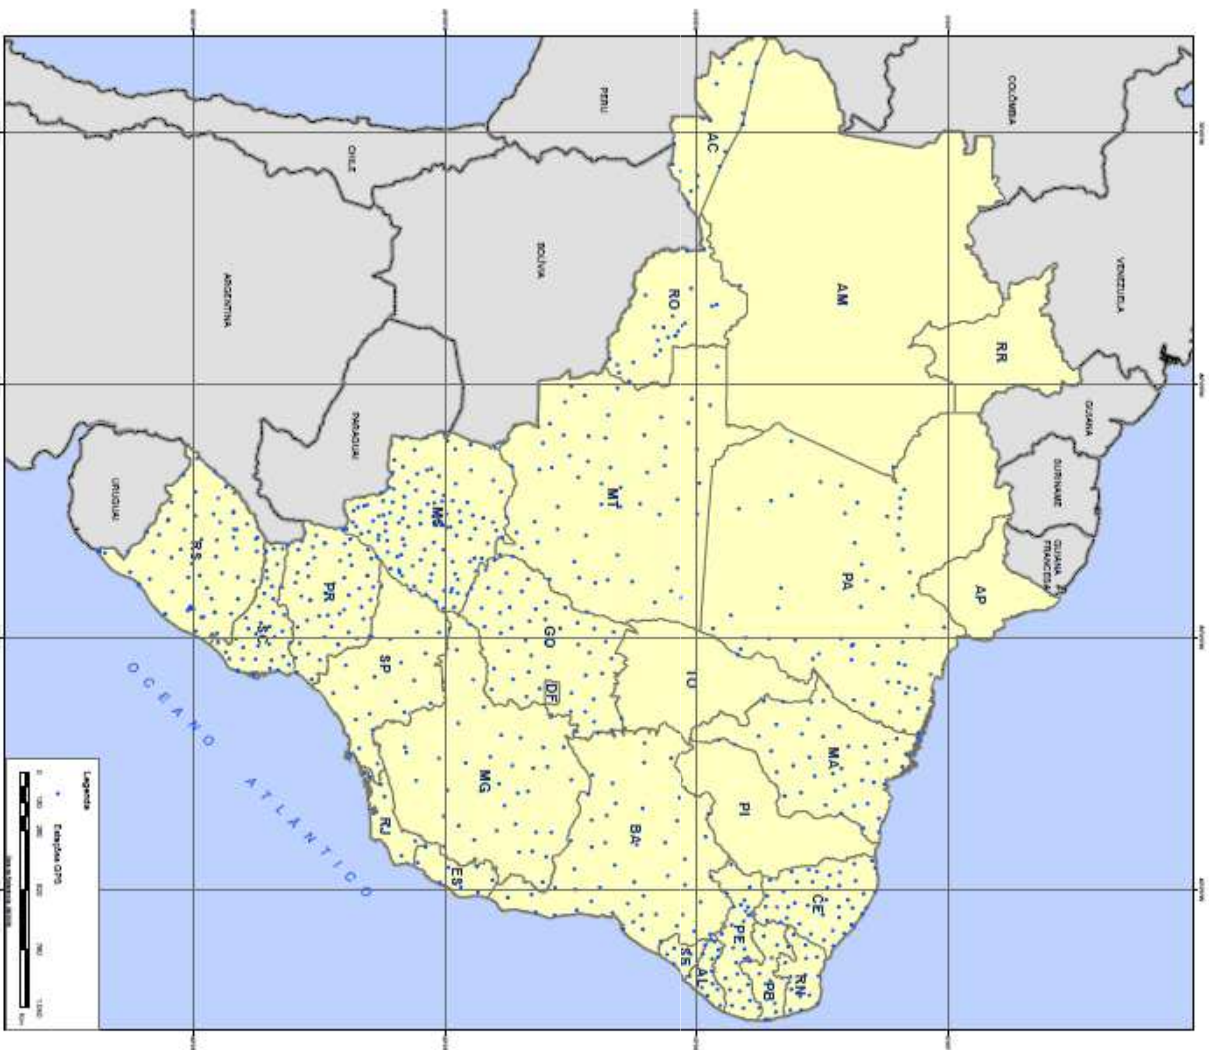 COLÔMBIA
VENEZUELA
GUIANA
SURINAME
GUIANA
FRANCESA
PERU
BOLÍVIA
CHILE
ARGENTINA
PARAGUAI
URUGUAI
AC
AM
RR
RO
MT
PA
AP
MS
GO
DF
TO
MA
PI
CE
RN
PB
PE
AL
SE
BA
MG
ES
RJ
SP
PR
SC
RS
OCEANO ATLÂNTICO
Legenda
Estações GPS